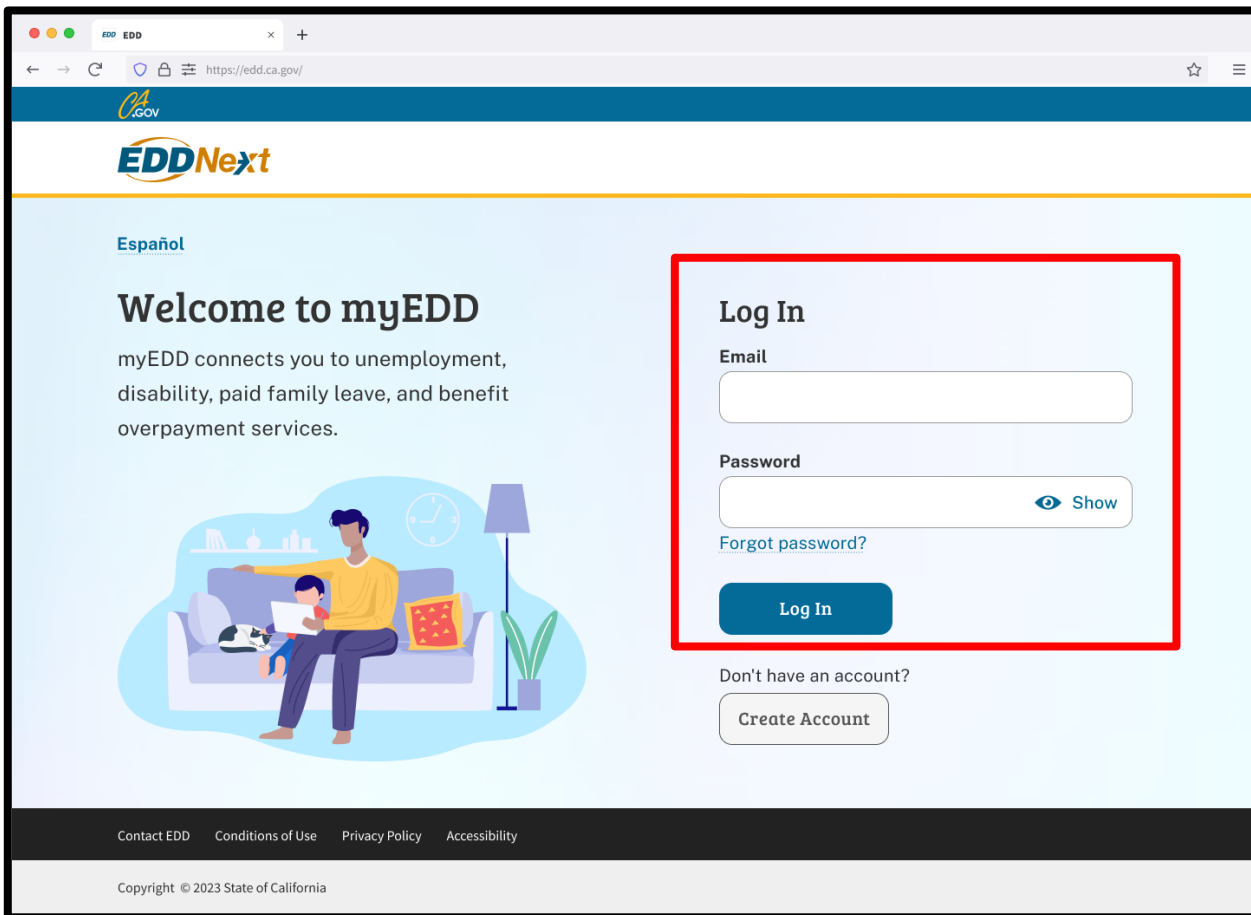 EDD EDD
https://edd.ca.gov/
CA.GOV
EDDNext
Español
Welcome to myEDD
myEDD connects you to unemployment,
disability, paid family leave, and benefit
overpayment services.
Log In
Email
Password
Show
Forgot password?
Log In
Don't have an account?
Create Account
Contact EDD Conditions of Use Privacy Policy Accessibility
Copyright © 2023 State of California